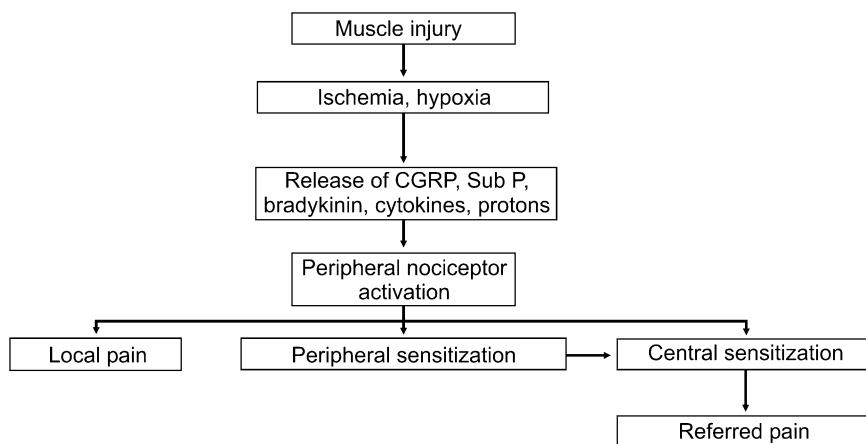 Muscle injury
Ischemia, hypoxia
Release of CGRP, Sub P,
bradykinin, cytokines, protons
Peripheral nociceptor
activation
Local pain
Peripheral sensitization
Central sensitization
Referred pain